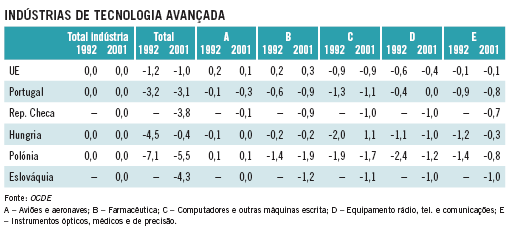 INDÚSTRIAS DE TECNOLOGIA AVANÇADA
Total Indústria Total A B C D E
1992 2001 1992 2001 1992 2001 1992 2001 1992 2001 1992 2001 1992 2001
UE 0,0 0,0 -1,2 -1,0 0,2 0,1 0,2 0,3 -0,9 -0,9 -0,6 -0,4 -0,1 -0,1
Portugal 0,0 0,0 -3,2 -3,1 -0,1 -0,3 -0,6 -0,9 -1,3 -1,1 -0,4 0,0 -0,9 -0,8
Rep. Checa – 0,0 – -3,8 – -0,1 – -0,9 – -1,0 – -1,0 – -0,7
Hungria 0,0 0,0 -4,5 -0,4 -0,1 0,0 -0,2 -0,2 -2,0 1,1 -1,1 -1,0 -1,2 -0,3
Polónia 0,0 0,0 -7,1 -5,5 0,1 0,1 -1,4 -1,9 -1,9 -1,7 -2,4 -1,2 -1,4 -0,8
Eslováquia – 0,0 – -4,3 – 0,0 – -1,2 – -1,1 – -1,0 – -1,0
Fonte: OCDE
A – Aviões e aeronaves; B – Farmacêutica; C – Computadores e outras máquinas escrita; D – Equipamento rádio, tel. e comunicações; E
– Instrumentos ópticos, médicos e de precisão.